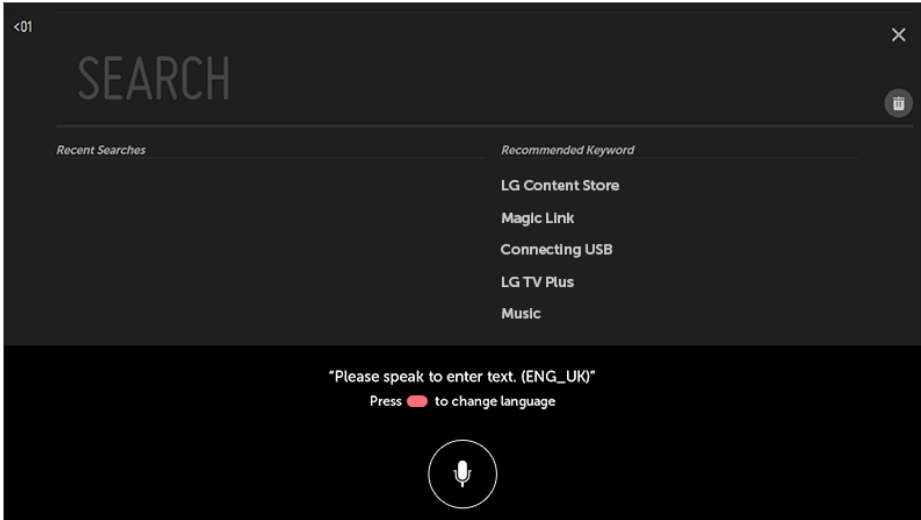 <01
SEARCH
Recent Searches
Recommended Keyword
LG Content Store
Magic Link
Connecting USB
LG TV Plus
Music
“Please speak to enter text. (ENG_UK)”
Press to change language